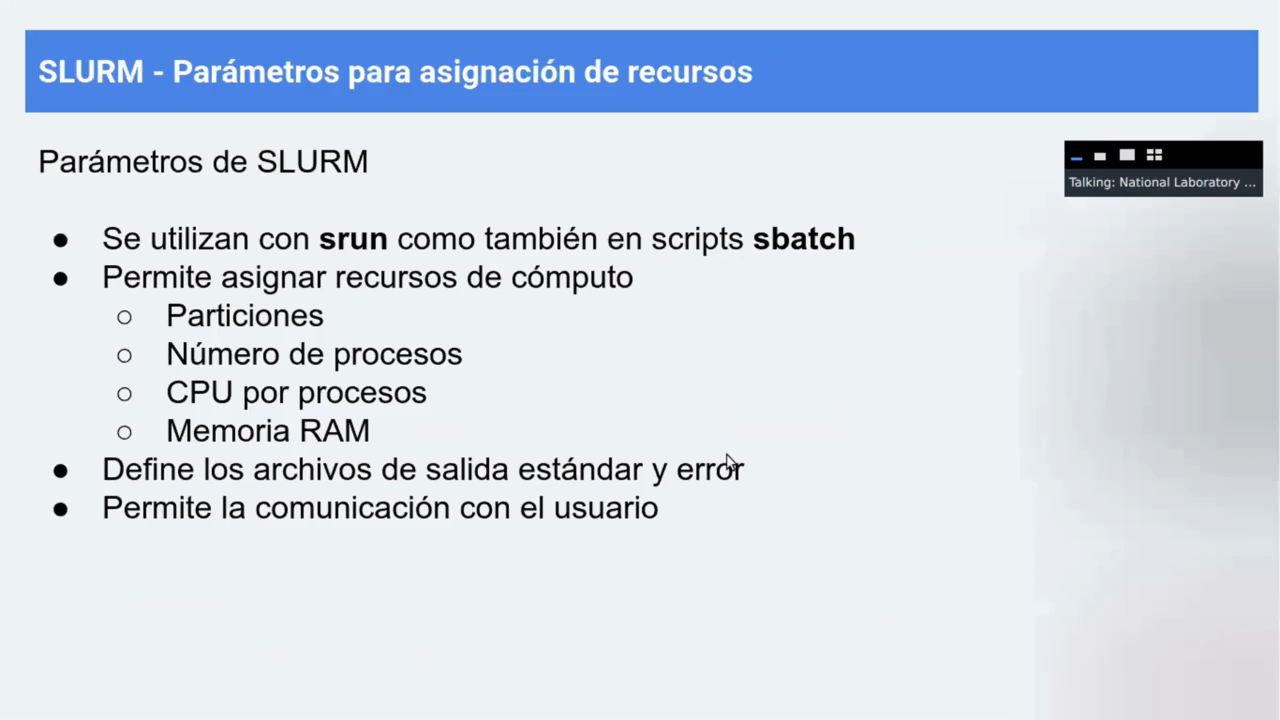 SLURM - Parámetros para asignación de recursos
Parámetros de SLURM
Talking: National Laboratory ...
● Se utilizan con srun como también en scripts sbatch
● Permite asignar recursos de cómputo
○ Particiones
○ Número de procesos
○ CPU por procesos
○ Memoria RAM
● Define los archivos de salida estándar y error
● Permite la comunicación con el usuario